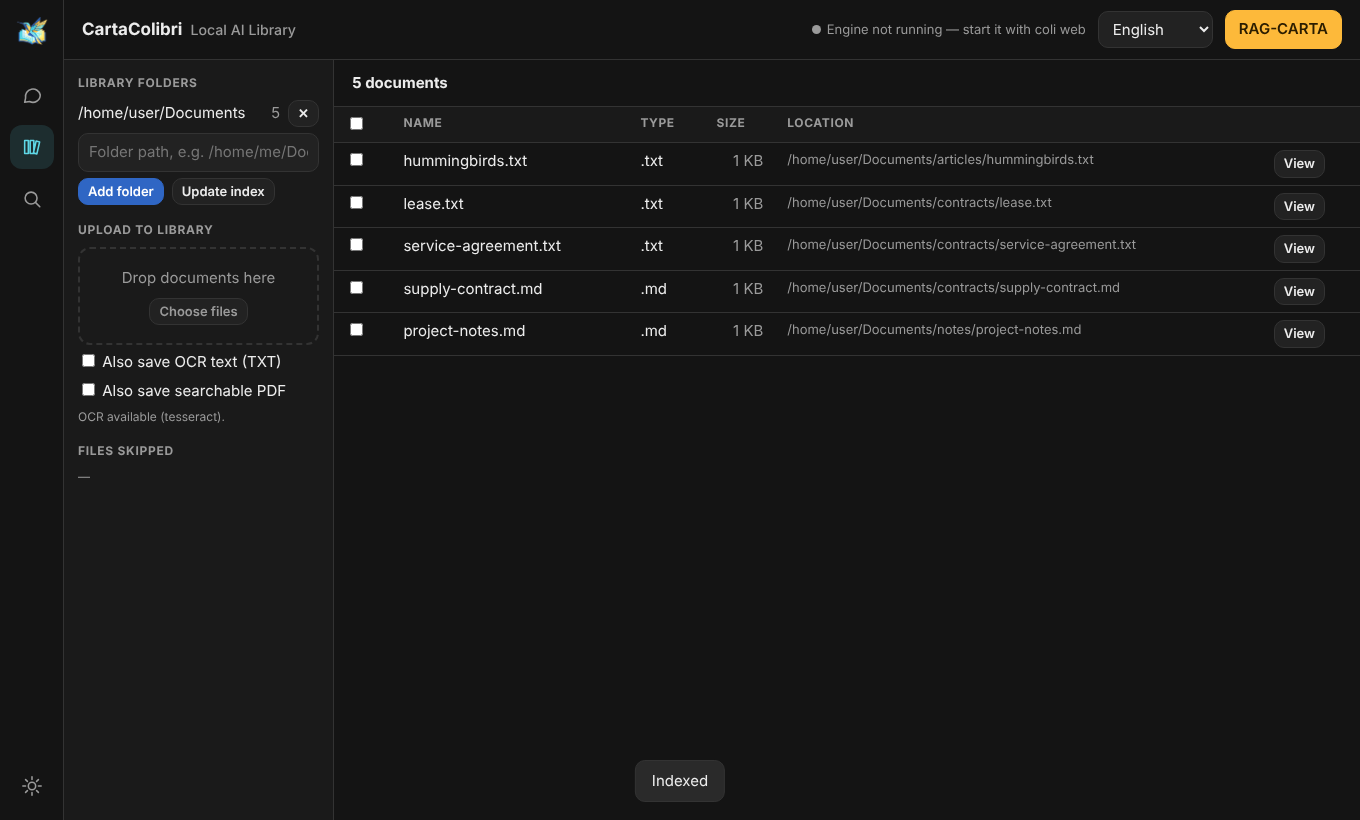 CartaColibri Local AI Library
Engine not running — start it with coli web
English
RAG-CARTA
LIBRARY FOLDERS
/home/user/Documents 5 ×
Folder path, e.g. /home/me/Do
Add folder Update index
UPLOAD TO LIBRARY
Drop documents here
Choose files
Also save OCR text (TXT)
Also save searchable PDF
OCR available (tesseract).
FILES SKIPPED
—
5 documents
NAME TYPE SIZE LOCATION
hummingbirds.txt .txt 1 KB /home/user/Documents/articles/hummingbirds.txt View
lease.txt .txt 1 KB /home/user/Documents/contracts/lease.txt View
service-agreement.txt .txt 1 KB /home/user/Documents/contracts/service-agreement.txt View
supply-contract.md .md 1 KB /home/user/Documents/contracts/supply-contract.md View
project-notes.md .md 1 KB /home/user/Documents/notes/project-notes.md View
Indexed